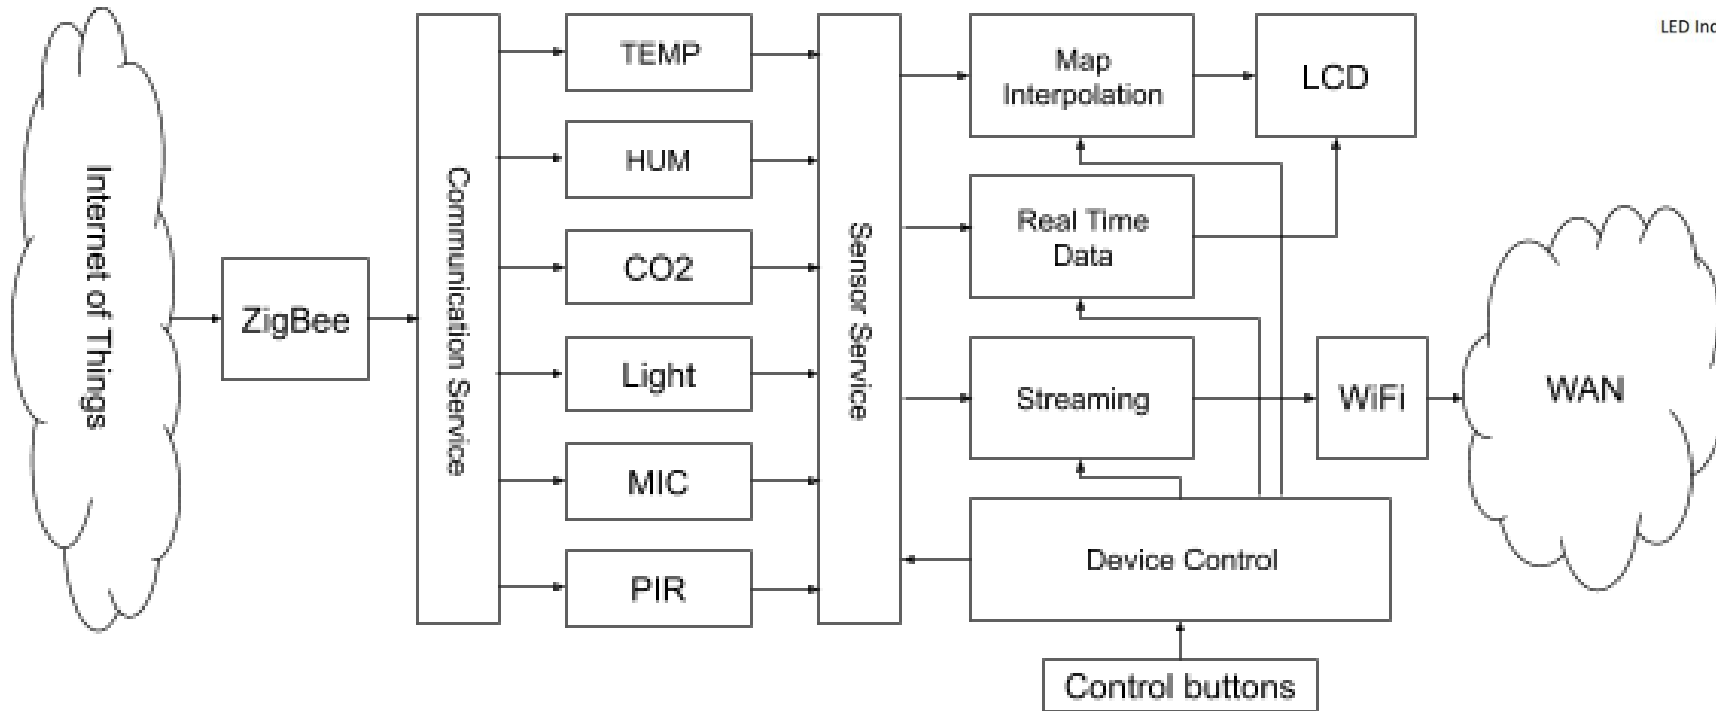 LED Inc
Internet of Things
ZigBee
Communication Service
TEMP
HUM
CO2
Light
MIC
PIR
Sensor Service
Map
Interpolation
LCD
Real Time
Data
Streaming
WiFi
WAN
Device Control
Control buttons